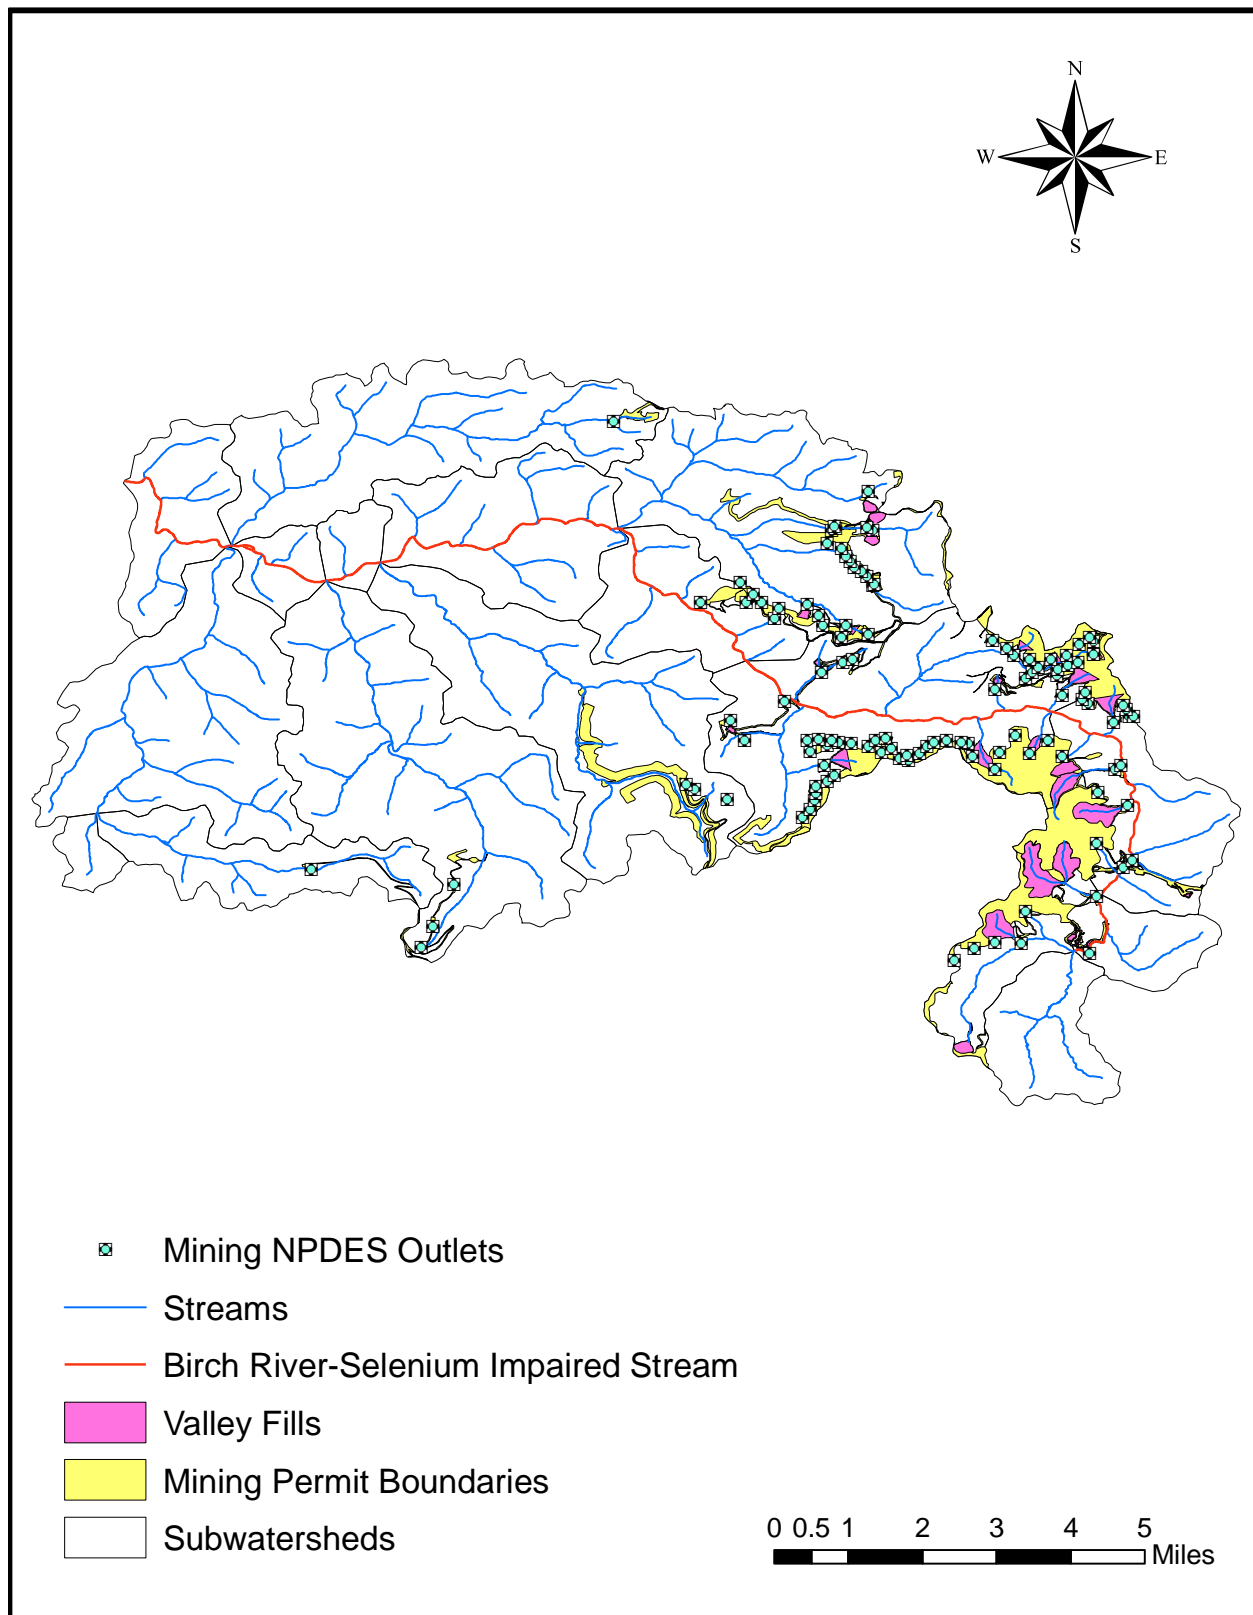 N
W E
S
Mining NPDES Outlets
Streams
Birch River-Selenium Impaired Stream
Valley Fills
Mining Permit Boundaries
Subwatersheds
0 0.5 1 2 3 4 5
Miles